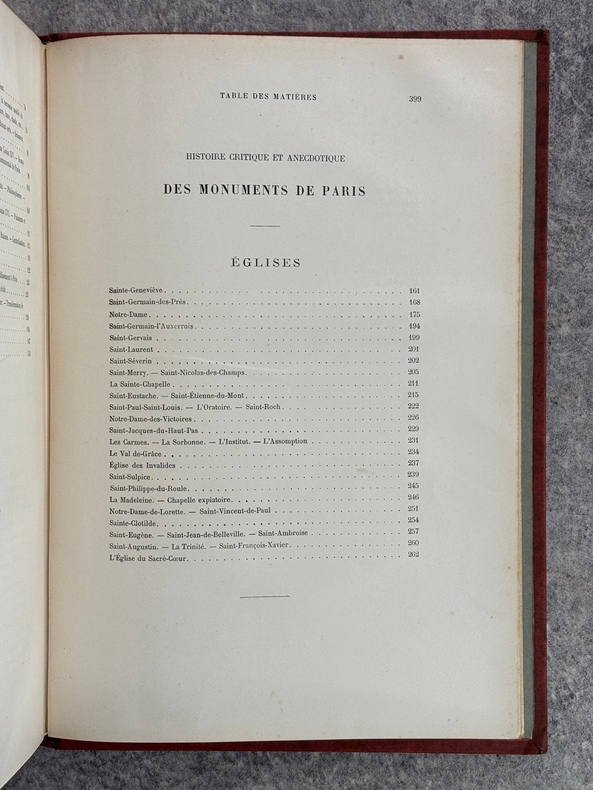 TABLE DES MATIÈRES 399
HISTOIRE CRITIQUE ET ANECDOTIQUE
DES MONUMENTS DE PARIS
ÉGLISES
Sainte-Geneviève. . . . . . . . . . 161
Saint-Germain-des-Prés. . . . . . . . . . 168
Notre-Dame . . . . . . . . . . 175
Saint-Germain-l'Auxerrois. . . . . . . . . . 194
Saint-Gervais . . . . . . . . . . 199
Saint-Laurent . . . . . . . . . . 201
Saint-Séverin . . . . . . . . . . 202
Saint-Merry. — Saint-Nicolas-des-Champs. . . . . . . . . . 205
La Sainte-Chapelle . . . . . . . . . . 211
Saint-Eustache. — Saint-Étienne-du-Mont . . . . . . . . . . 215
Saint-Paul-Saint-Louis. — L'Oratoire. — Saint-Roch . . . . . . . . . . 222
Notre-Dame-des-Victoires . . . . . . . . . . 226
Saint-Jacques-du-Haut-Pas . . . . . . . . . . 229
Les Carmes. — La Sorbonne. — L'Institut. — L'Assomption . . . . . . . . . . 231
Le Val de-Grâce . . . . . . . . . . 234
Église des Invalides . . . . . . . . . . 237
Saint-Sulpice. . . . . . . . . . 239
Saint-Philippe-du-Roule. . . . . . . . . . 245
La Madeleine. — Chapelle expiatoire. . . . . . . . . . 246
Notre-Dame-de-Lorette. — Saint-Vincent-de-Paul . . . . . . . . . . 251
Sainte-Clotilde. . . . . . . . . . 254
Saint-Eugène. — Saint-Jean-de-Belleville. — Saint-Ambroise . . . . . . . . . . 257
Saint-Augustin. — La Trinité. — Saint-François-Xavier. . . . . . . . . . 260
L'Église du Sacré-Cœur. . . . . . . . . . 262